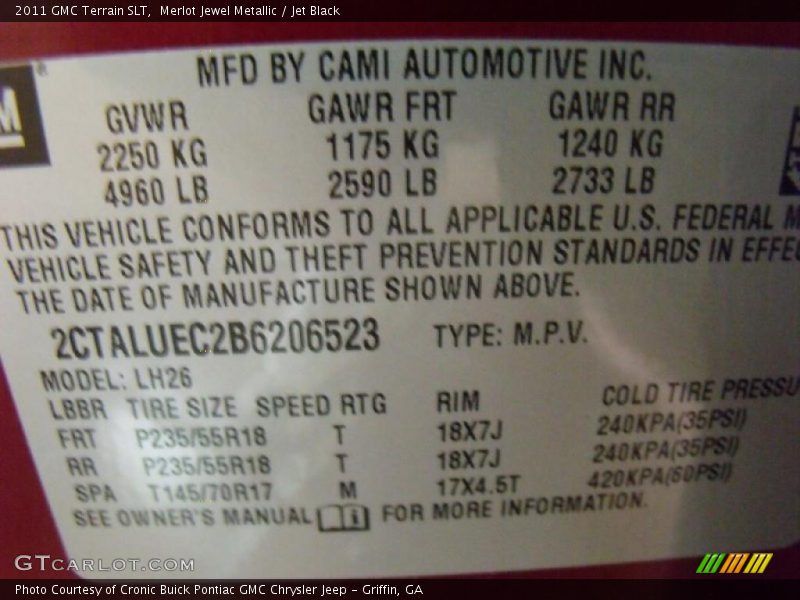 2011 GMC Terrain SLT,  Merlot Jewel Metallic / Jet Black
MFD BY CAMI AUTOMOTIVE INC.
GVWR GAWR FRT GAWR RR
2250 KG 1175 KG 1240 KG
4960 LB 2590 LB 2733 LB
THIS VEHICLE CONFORMS TO ALL APPLICABLE U.S. FEDERAL M
VEHICLE SAFETY AND THEFT PREVENTION STANDARDS IN EFFEC
THE DATE OF MANUFACTURE SHOWN ABOVE.
2CTALUEC2B6206523 TYPE: M.P.V.
MODEL: LH26
LBBR TIRE SIZE SPEED RTG RIM COLD TIRE PRESSU
FRT P235/55R18 T 18X7J 240KPA(35PSI)
RR P235/55R18 T 18X7J 240KPA(35PSI)
SPA T145/70R17 M 17X4.5T 420KPA(60PSI)
SEE OWNER'S MANUAL FOR MORE INFORMATION.
GTCARLOT.COM
Photo Courtesy of Cronic Buick Pontiac GMC Chrysler Jeep - Griffin, GA